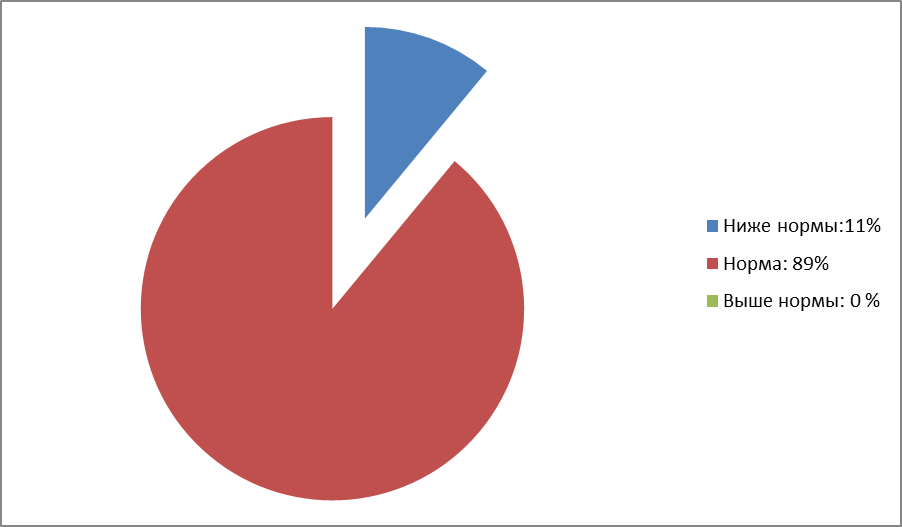 Ниже нормы:11%
Норма: 89%
Выше нормы: 0 %